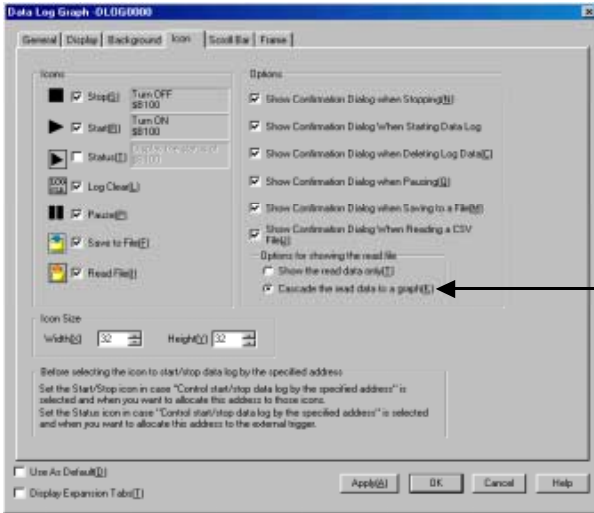 Data Log Graph -DLOG0000
General Display Background Icon Scroll Bar Frame
Icons
Stop(S) Turn OFF
$B100
Start(R) Turn ON
$B100
Status(T) Display the status of
$B100
LOG Log Clear(L)
Pause(P)
Save to File(F)
Read File(I)
Options
Show Confirmation Dialog when Stopping(N)
Show Confirmation Dialog When Starting Data Log
Show Confirmation Dialog when Deleting Log Data(C)
Show Confirmation Dialog when Pausing(Q)
Show Confirmation Dialog when Saving to a File(M)
Show Confirmation Dialog When Reading a CSV
Options for showing the read file
Show the read data only(T)
Cascade the read data to a graph(K)
Icon Size
Width(X) 32 Height(Y) 32
Before selecting the icon to start/stop data log by the specified address
Set the Start/Stop icon in case "Control start/stop data log by the specified address" is
selected and when you want to allocate this address to those icons.
Set the Status icon in case "Control start/stop data log by the specified address" is selected
and when you want to allocate this address to the external trigger.
Use As Default(D)
Display Expansion Tabs(T)
Apply(A) OK Cancel Help